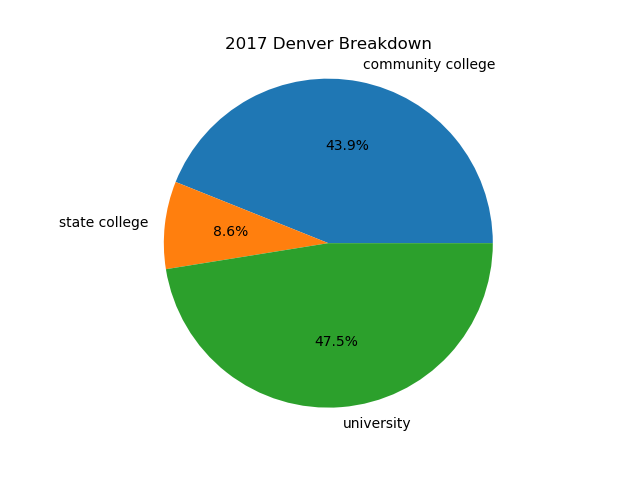 2017 Denver Breakdown
community college
43.9%
state college
8.6%
47.5%
university